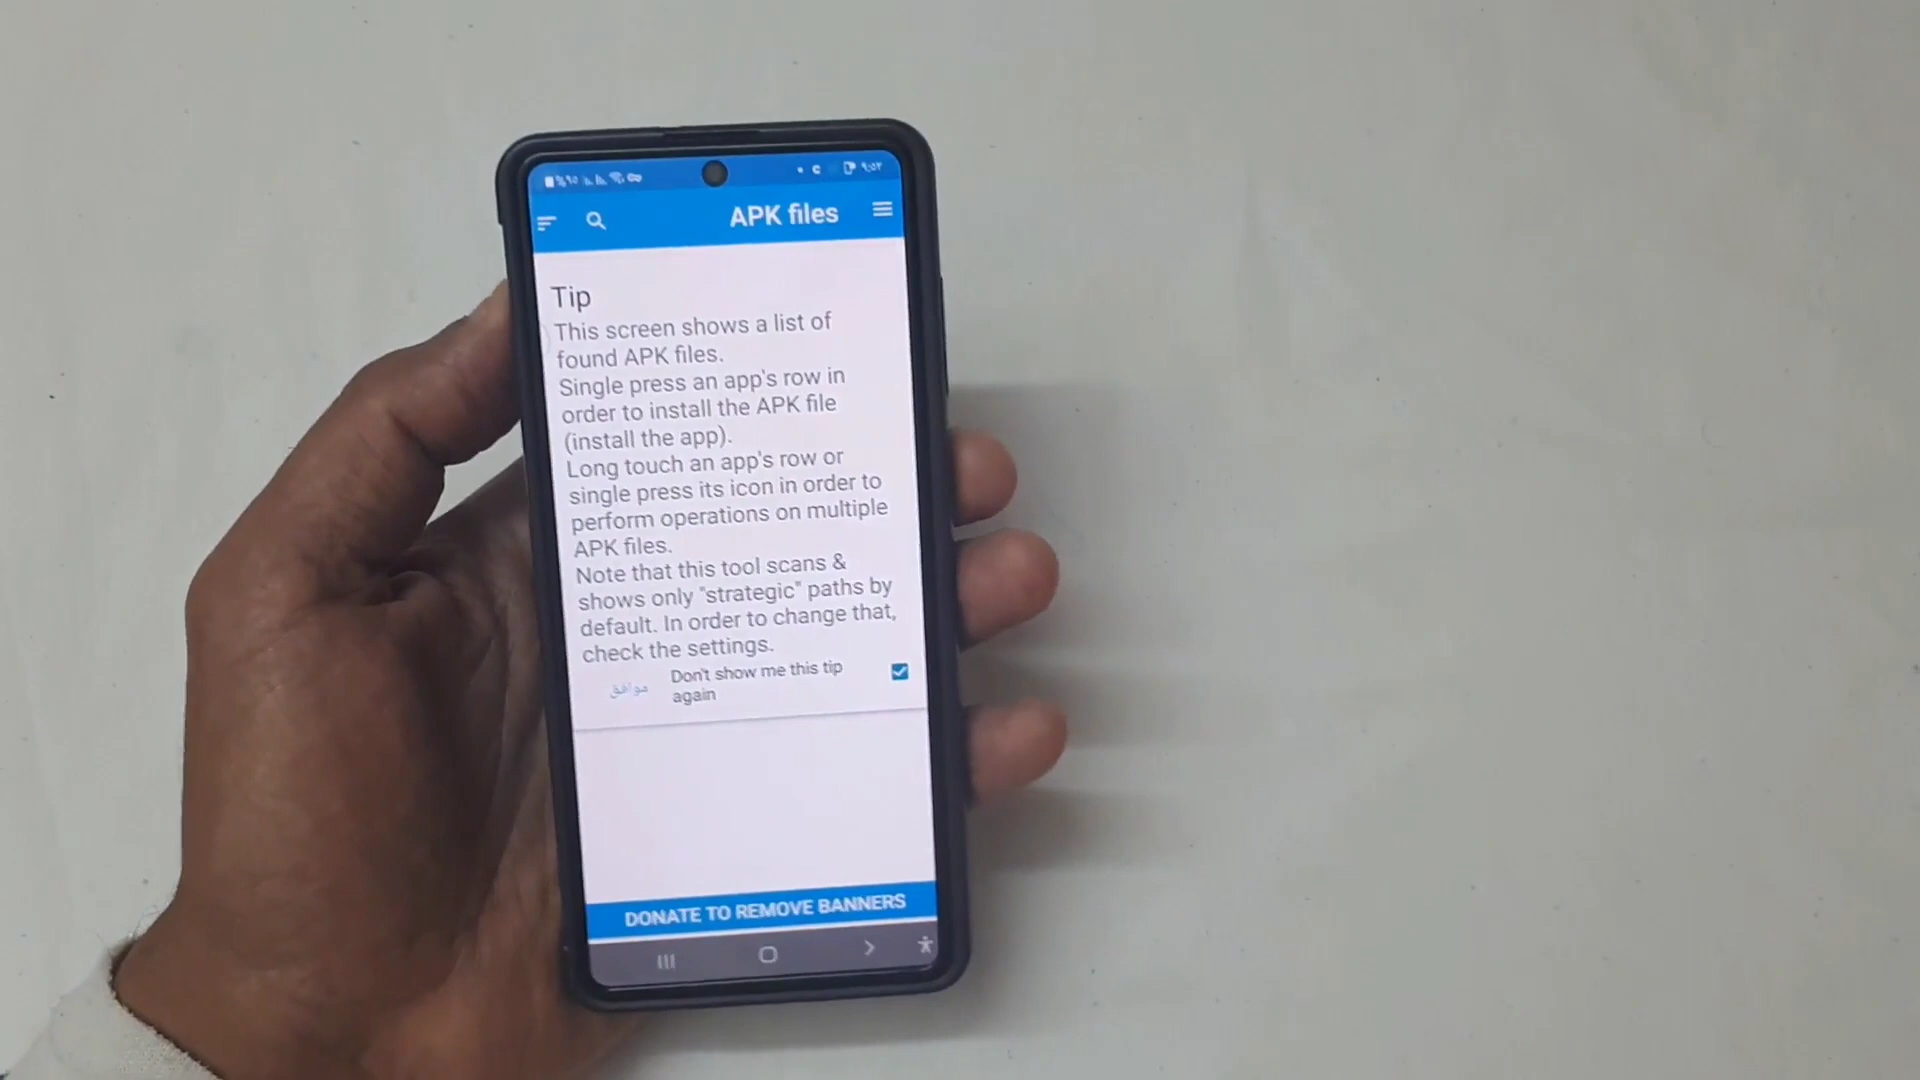 %٩٥
٩:٥٢
APK files
Tip
This screen shows a list of
found APK files.
Single press an app's row in
order to install the APK file
(install the app).
Long touch an app's row or
single press its icon in order to
perform operations on multiple
APK files.
Note that this tool scans &
shows only "strategic" paths by
default. In order to change that,
check the settings.
Don't show me this tip
again
موافق
DONATE TO REMOVE BANNERS